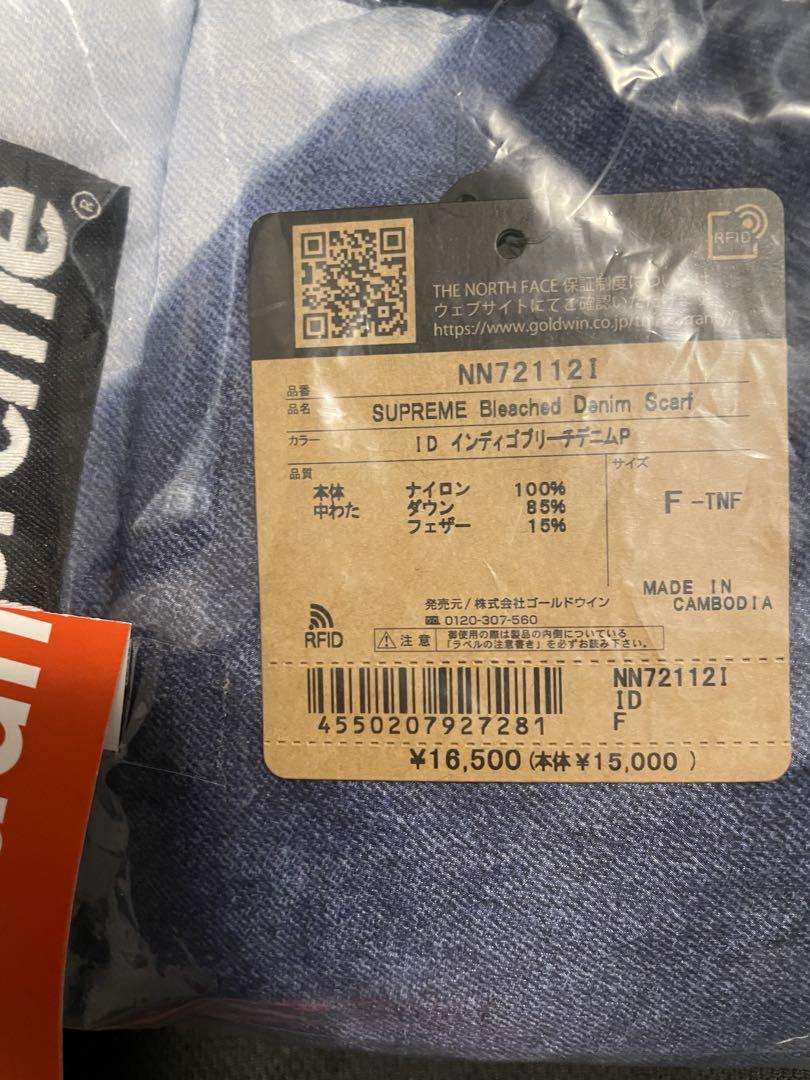 RFID
THE NORTH FACE 保証制度については
ウェブサイトにてご確認いただ
https://www.goldwin.co.jp/tnf/warranty/
品番 NN72112I
品名 SUPREME Bleached Denim Scarf
カラー ID インディゴブリーチデニムP
品質
サイズ
本体 ナイロン 100%
中わた ダウン 85%
フェザー 15%
F -TNF
MADE IN
CAMBODIA
発売元/株式会社ゴールドウイン
0120-307-560
RFID
注意
御使用の際は製品の内側についている
「ラベルの注意書き」を必ずお読み下さい。
NN72112I
ID
F
4550207927281
¥16,500 (本体¥15,000 )
reme®